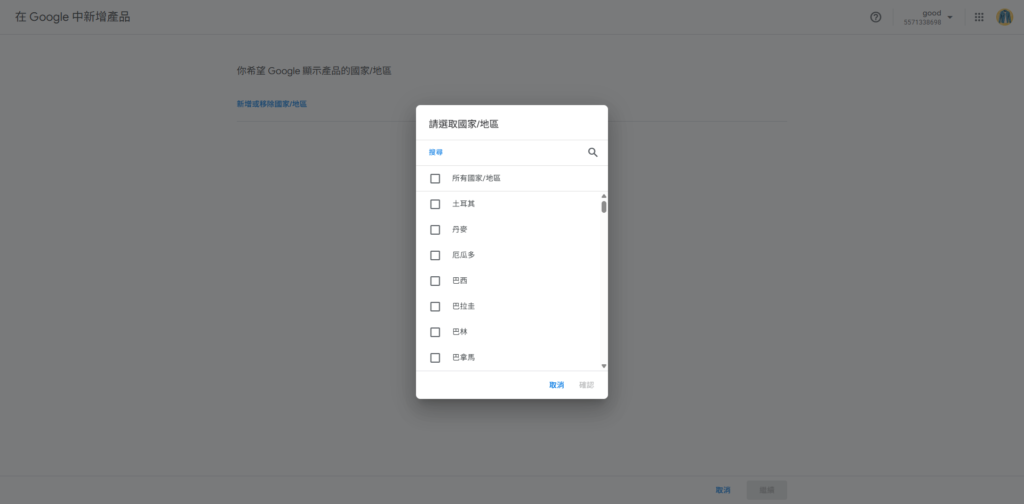 在 Google 中新增產品
good
5571338698
你希望 Google 顯示產品的國家/地區
新增或移除國家/地區
請選取國家/地區
搜尋
所有國家/地區
土耳其
丹麥
厄瓜多
巴西
巴拉圭
巴林
巴拿馬
取消
確認
取消
繼續